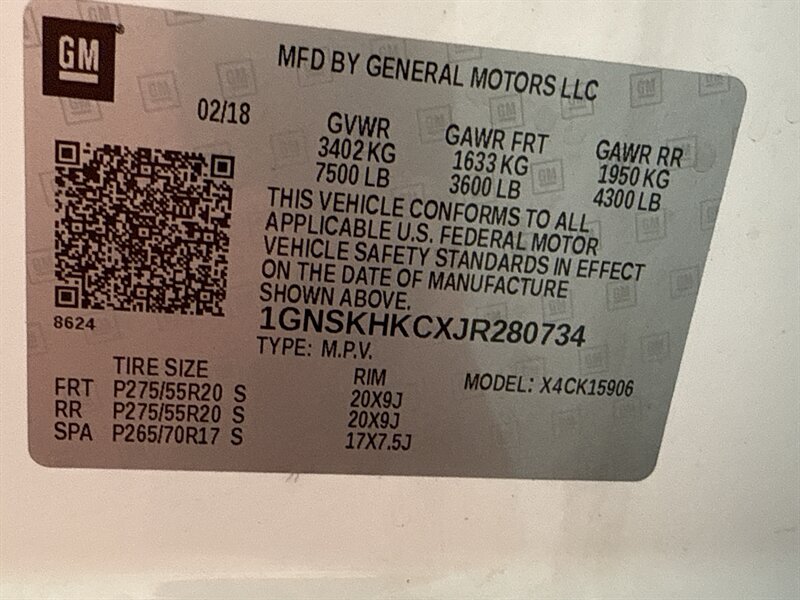 GM
MFD BY GENERAL MOTORS LLC
02/18
GVWR GAWR FRT GAWR RR
3402 KG 1633 KG 1950 KG
7500 LB 3600 LB 4300 LB
THIS VEHICLE CONFORMS TO ALL
APPLICABLE U.S. FEDERAL MOTOR
VEHICLE SAFETY STANDARDS IN EFFECT
ON THE DATE OF MANUFACTURE
SHOWN ABOVE.
8624
1GNSKHKCXJR280734
TYPE: M.P.V.
TIRE SIZE RIM MODEL: X4CK15906
FRT P275/55R20 S 20X9J
RR P275/55R20 S 20X9J
SPA P265/70R17 S 17X7.5J